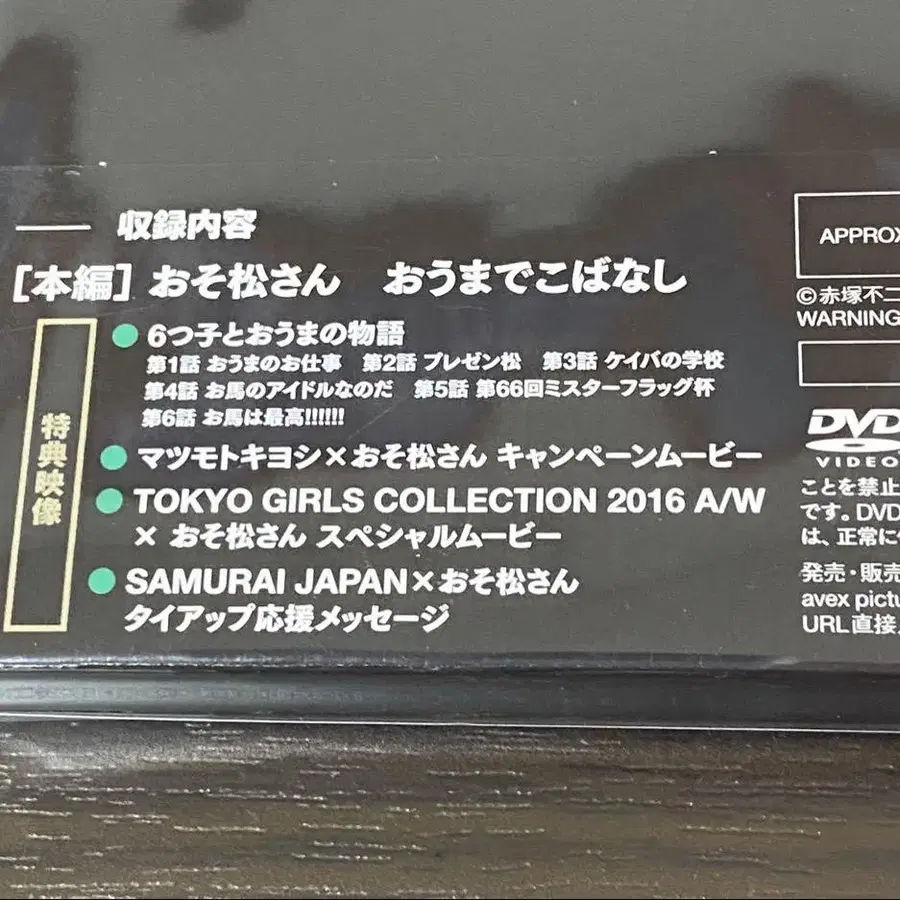 収録内容
[本編] おそ松さん おうまでこばなし
特典映像
●6つ子とおうまの物語
第1話 おうまのお仕事 第2話 プレゼン松 第3話 ケイバの学校
第4話 お馬のアイドルなのだ 第5話 第66回ミスターフラッグ杯
第6話 お馬は最高!!!!!!
●マツモトキヨシ×おそ松さん キャンペーンムービー
●TOKYO GIRLS COLLECTION 2016 A/W
× おそ松さん スペシャルムービー
●SAMURAI JAPAN×おそ松さん
タイアップ応援メッセージ
APPROX
©赤塚不二
WARNING
DVD
VIDEO
ことを禁止
です。DVD
は、正常に
発売・販売
avex pictu
URL直接